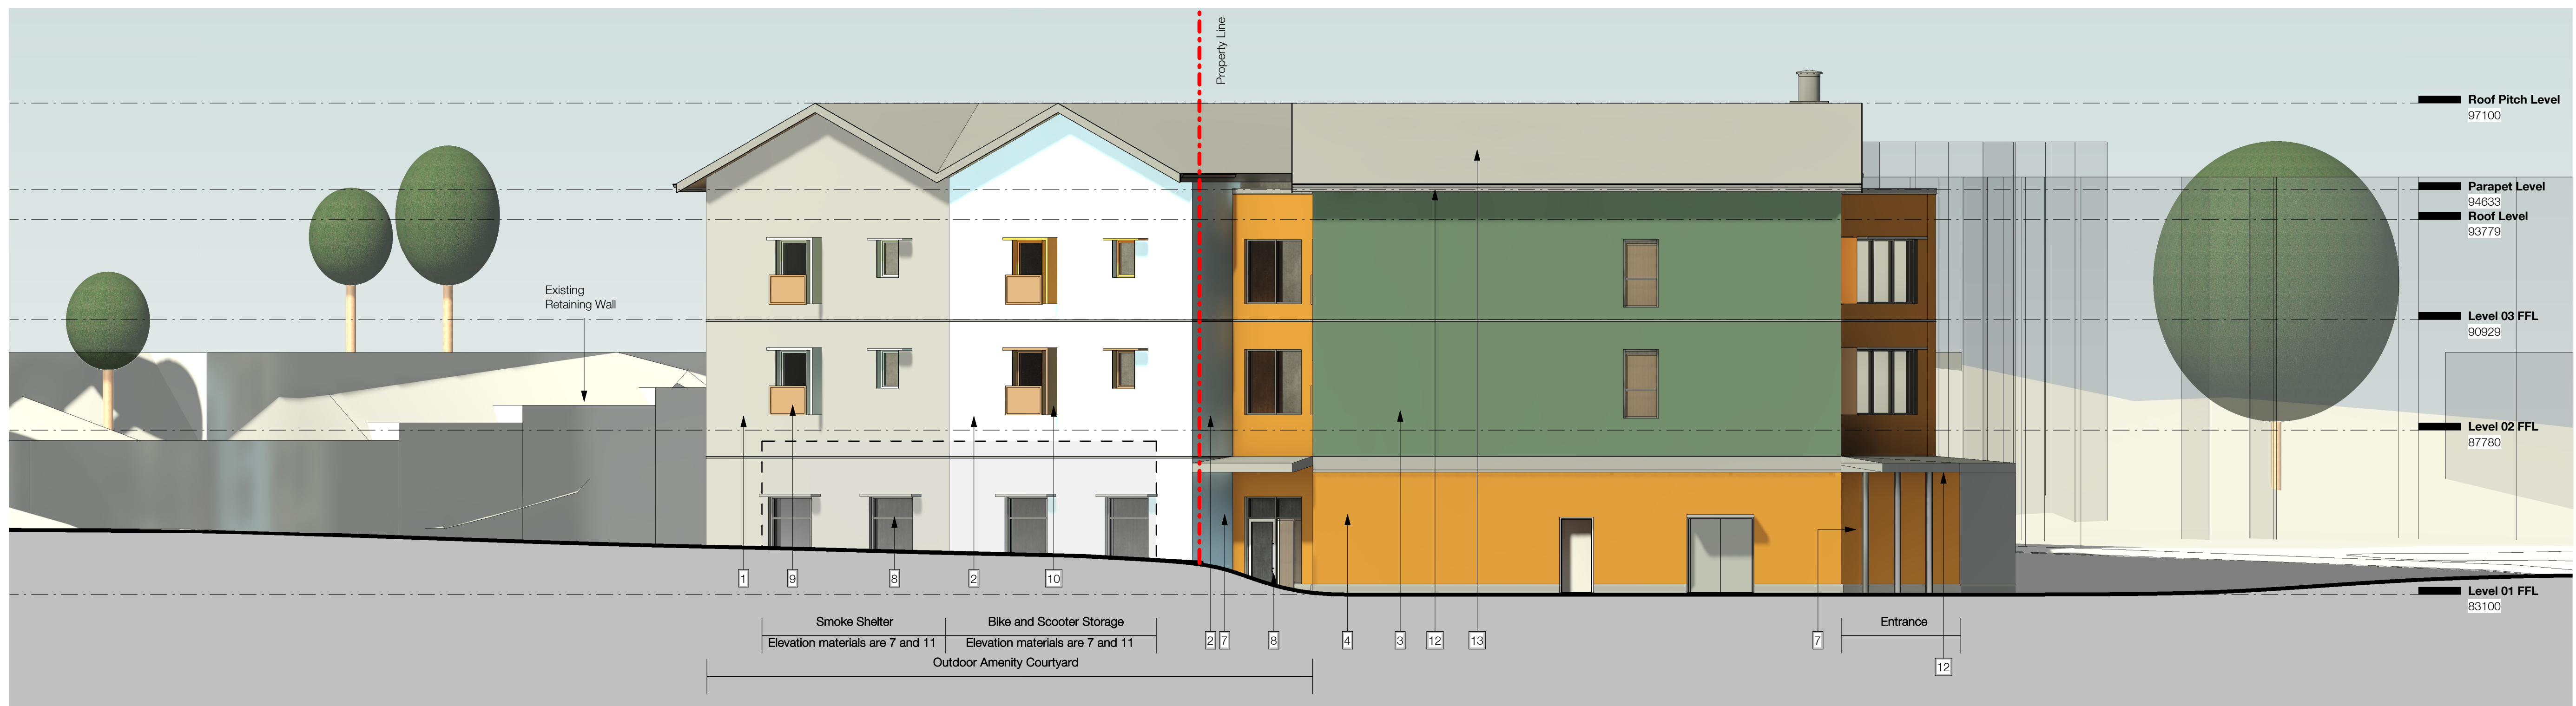 Property Line
Roof Pitch Level
97100
Parapet Level
94633
Roof Level
93779
Existing
Retaining Wall
Level 03 FFL
90929
Level 02 FFL
87780
Level 01 FFL
83100
1
9
8
2
10
2
7
8
4
3
12
13
7
12
Smoke Shelter
Bike and Scooter Storage
Elevation materials are 7 and 11
Elevation materials are 7 and 11
Outdoor Amenity Courtyard
Entrance